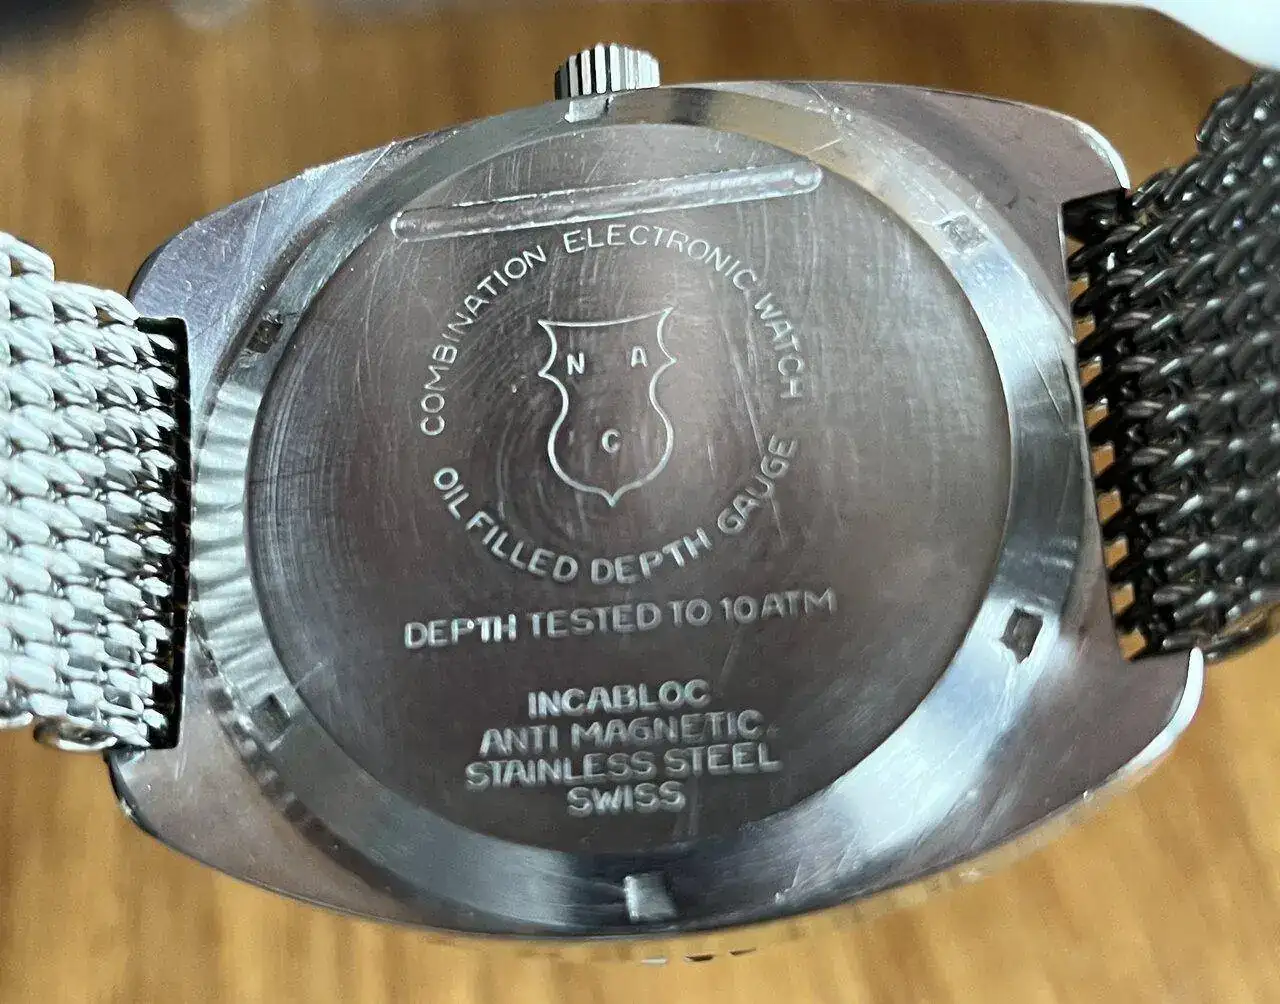 COMBINATION ELECTRONIC WATCH
OIL FILLED DEPTH GAUGE
N A
C
DEPTH TESTED TO 10 ATM
INCABLOC
ANTI MAGNETIC
STAINLESS STEEL
SWISS